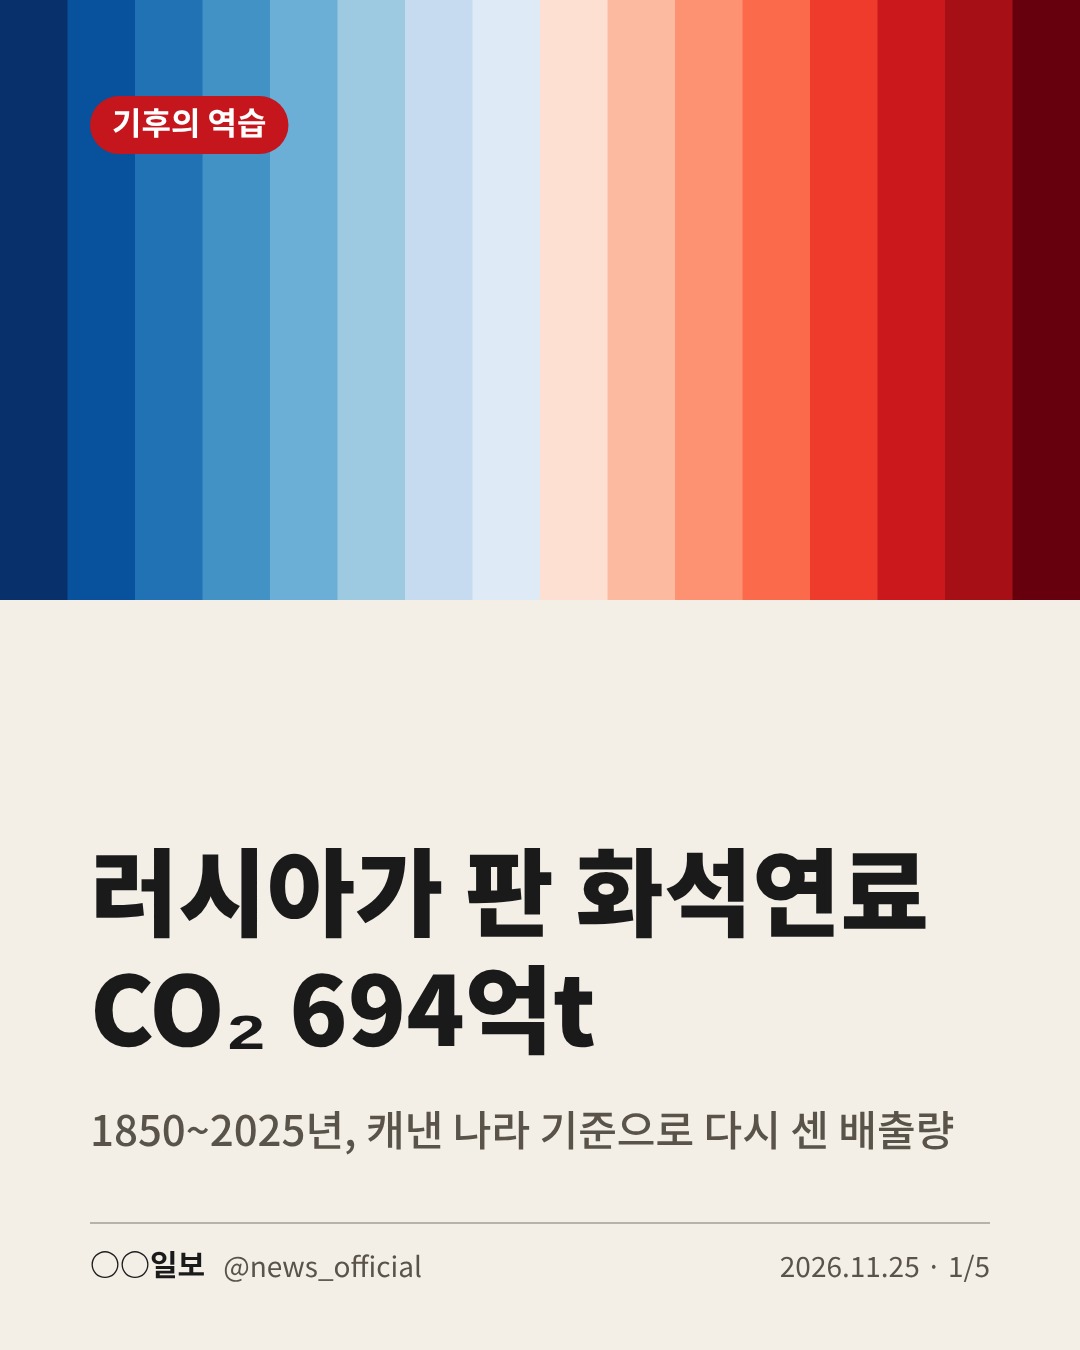 기후의 역습
러시아가 판 화석연료
CO₂ 694억t
1850~2025년, 캐낸 나라 기준으로 다시 센 배출량
○○일보 @news_official
2026.11.25 · 1/5